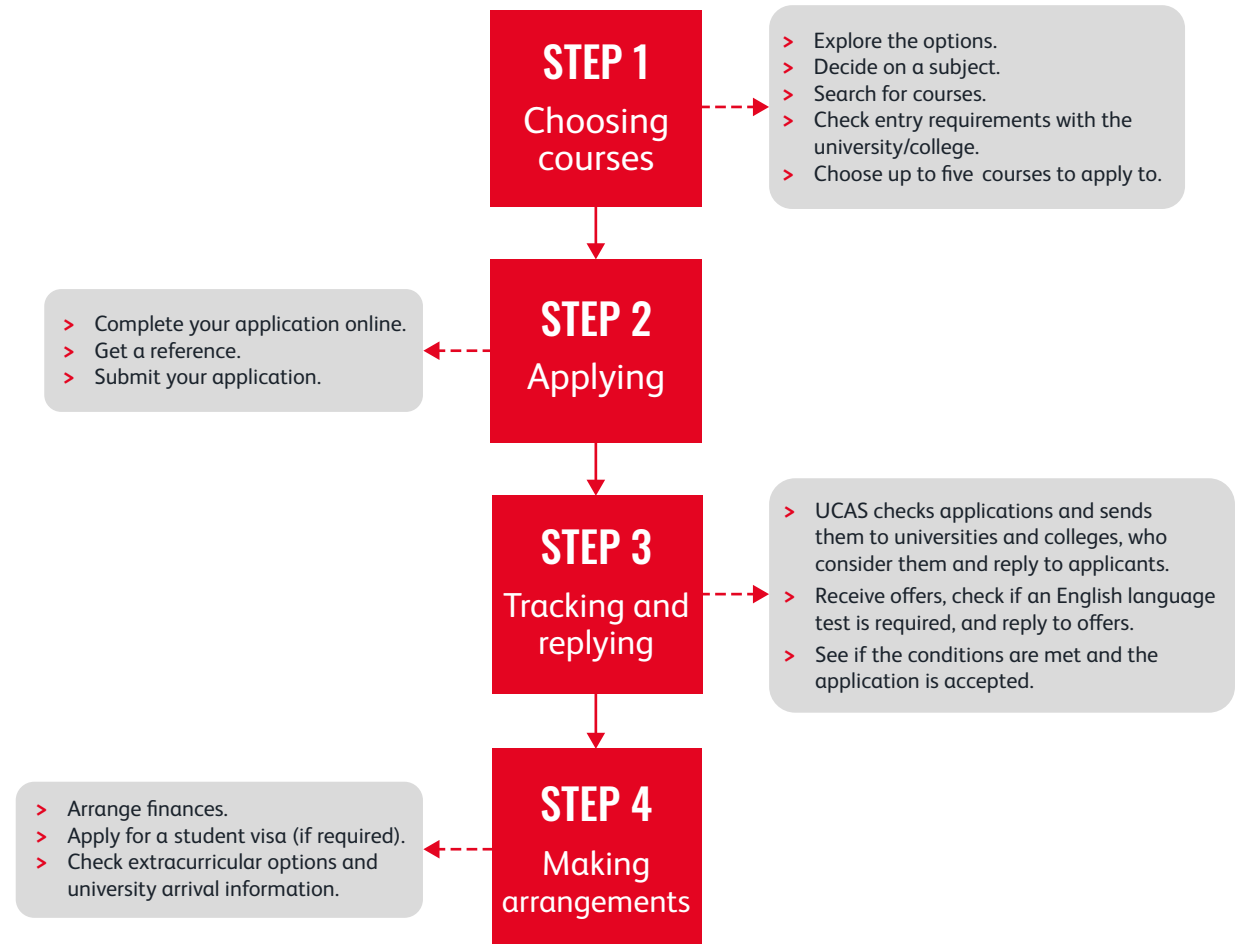 STEP 1
Choosing
courses
> Explore the options.
> Decide on a subject.
> Search for courses.
> Check entry requirements with the
university/college.
> Choose up to five courses to apply to.
STEP 2
Applying
> Complete your application online.
> Get a reference.
> Submit your application.
STEP 3
Tracking and
replying
> UCAS checks applications and sends
them to universities and colleges, who
consider them and reply to applicants.
> Receive offers, check if an English language
test is required, and reply to offers.
> See if the conditions are met and the
application is accepted.
STEP 4
Making
arrangements
> Arrange finances.
> Apply for a student visa (if required).
> Check extracurricular options and
university arrival information.